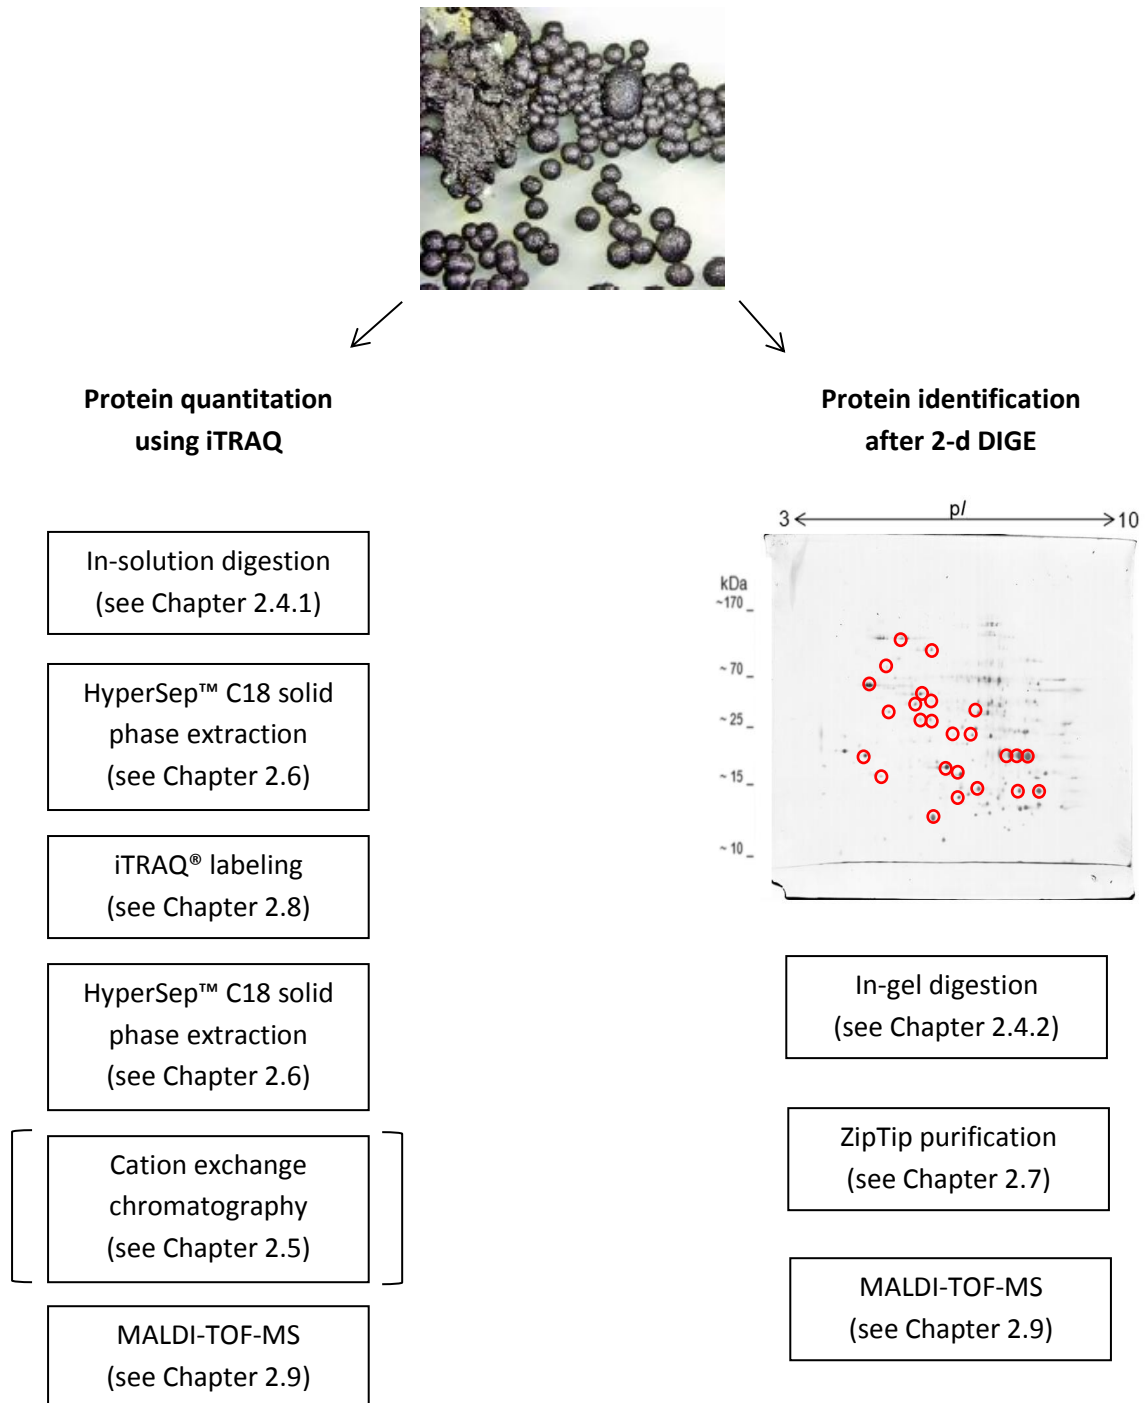 Protein quantitation
using iTRAQ
In-solution digestion
(see Chapter 2.4.1)
HyperSep™ C18 solid
phase extraction
(see Chapter 2.6)
iTRAQ® labeling
(see Chapter 2.8)
HyperSep™ C18 solid
phase extraction
(see Chapter 2.6)
Cation exchange
chromatography
(see Chapter 2.5)
MALDI-TOF-MS
(see Chapter 2.9)
Protein identification
after 2-d DIGE
3 pI 10
kDa
~170 _
~ 70 _
~ 25 _
~ 15 _
~ 10 _
In-gel digestion
(see Chapter 2.4.2)
ZipTip purification
(see Chapter 2.7)
MALDI-TOF-MS
(see Chapter 2.9)